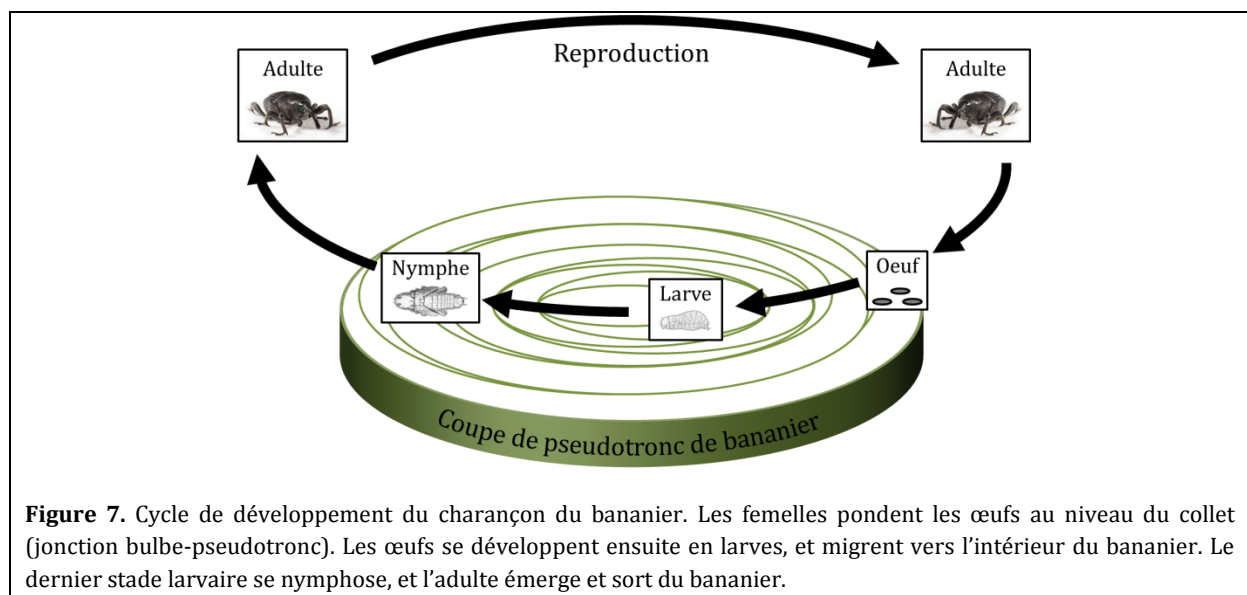 Reproduction
Adulte
Adulte
Nymphe
Larve
Oeuf
Coupe de pseudotronc de bananier
Figure 7. Cycle de développement du charançon du bananier. Les femelles pondent les œufs au niveau du collet
(jonction bulbe-pseudotronc). Les œufs se développent ensuite en larves, et migrent vers l’intérieur du bananier. Le
dernier stade larvaire se nymphose, et l’adulte émerge et sort du bananier.